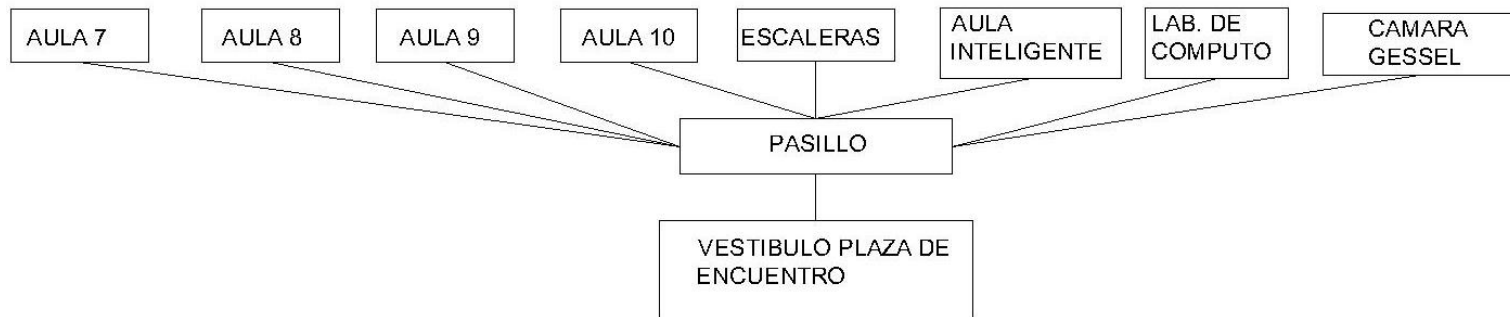 AULA 7
AULA 8
AULA 9
AULA 10
ESCALERAS
AULA
INTELIGENTE
LAB. DE
COMPUTO
CAMARA
GESSEL
PASILLO
VESTIBULO PLAZA DE
ENCUENTRO